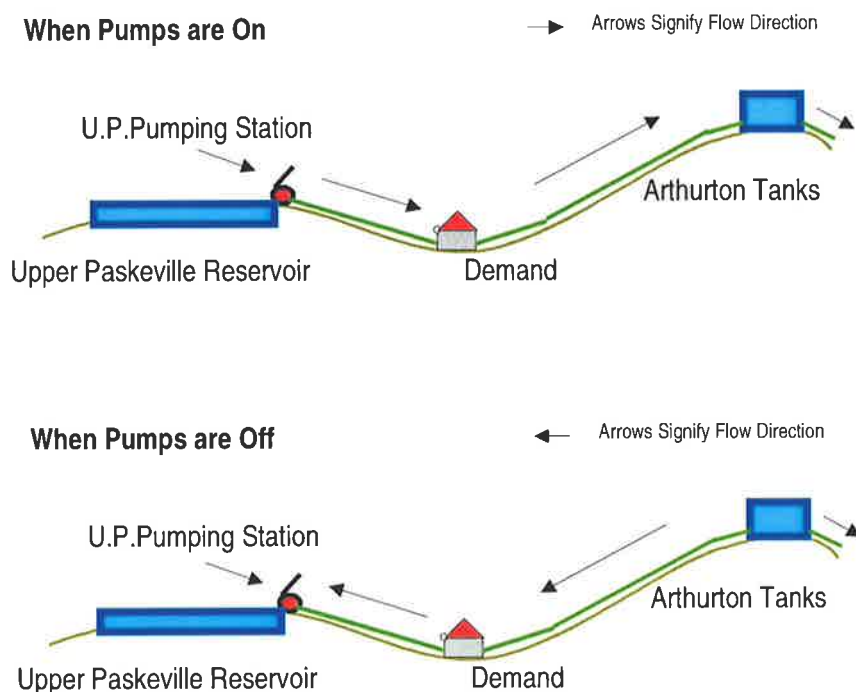 When Pumps are On
Arrows Signify Flow Direction
U.P.Pumping Station
Arthurton Tanks
Upper Paskeville Reservoir
Demand
When Pumps are Off
Arrows Signify Flow Direction
U.P.Pumping Station
Arthurton Tanks
Upper Paskeville Reservoir
Demand